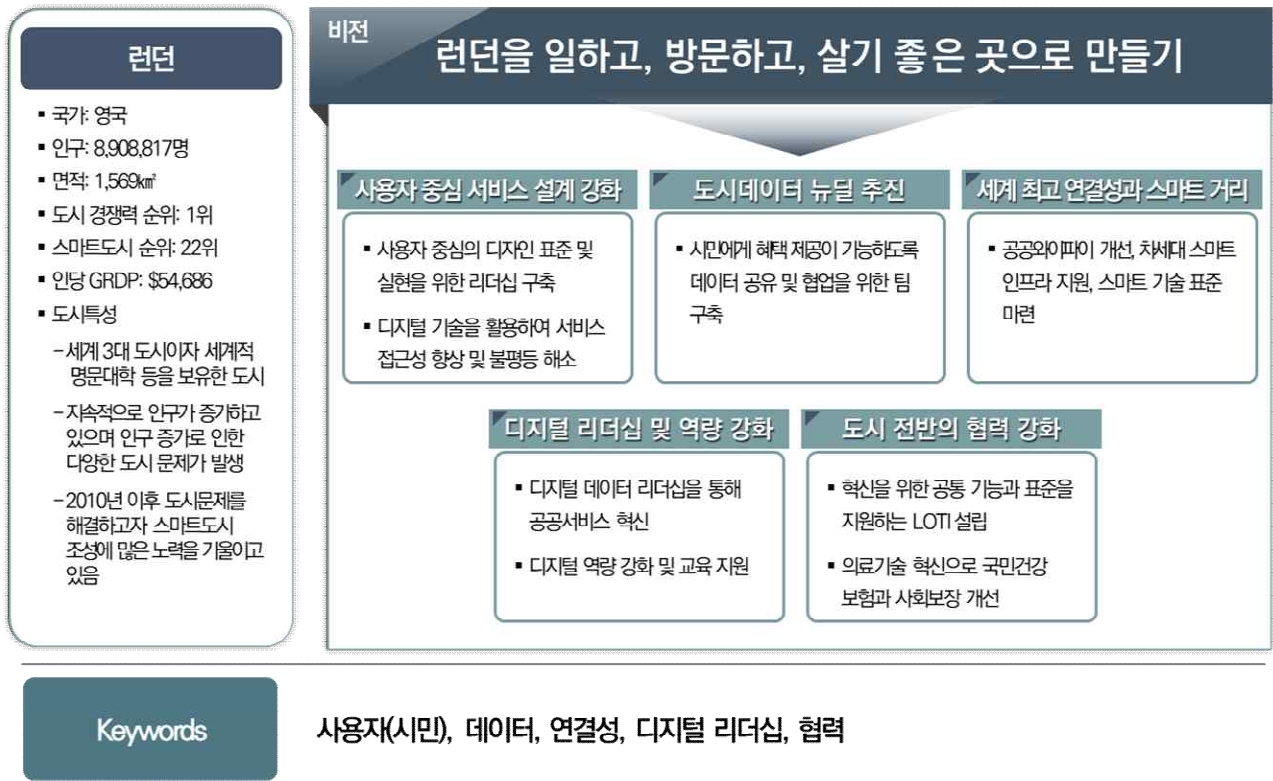 런던
▪ 국가: 영국
▪ 인구: 8,908,817명
▪ 면적: 1,569㎢
▪ 도시 경쟁력 순위: 1위
▪ 스마트도시 순위: 22위
▪ 인당 GRDP: $54,686
▪ 도시특성
–세계 3대 도시이자 세계적
명문대학 등을 보유한 도시
–지속적으로 인구가 증가하고
있으며 인구 증가로 인한
다양한 도시 문제가 발생
–2010년 이후 도시문제를
해결하고자 스마트도시
조성에 많은 노력을 기울이고
있음
비전
런던을 일하고, 방문하고, 살기 좋은 곳으로 만들기
사용자 중심 서비스 설계 강화
▪ 사용자 중심의 디자인 표준 및
실현을 위한 리더십 구축
▪ 디지털 기술을 활용하여 서비스
접근성 향상 및 불평등 해소
도시데이터 뉴딜 추진
▪ 시민에게 혜택 제공이 가능하도록
데이터 공유 및 협업을 위한 팀
구축
세계 최고 연결성과 스마트 거리
▪ 공공와이파이 개선, 차세대 스마트
인프라 지원, 스마트 기술 표준
마련
디지털 리더십 및 역량 강화
▪ 디지털 데이터 리더십을 통해
공공서비스 혁신
▪ 디지털 역량 강화 및 교육 지원
도시 전반의 협력 강화
▪ 혁신을 위한 공통 기능과 표준을
지원하는 LOTI 설립
▪ 의료기술 혁신으로 국민건강
보험과 사회보장 개선
Keywords
사용자(시민), 데이터, 연결성, 디지털 리더십, 협력